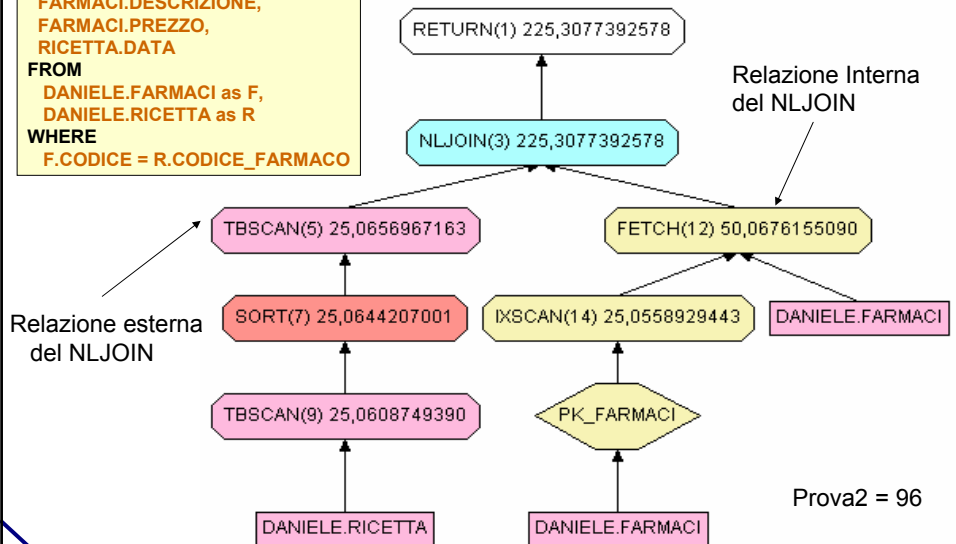 FARMACI.DESCRIZIONE,
FARMACI.PREZZO,
RICETTA.DATA
FROM
DANIELE.FARMACI as F,
DANIELE.RICETTA as R
WHERE
F.CODICE = R.CODICE_FARMACO
RETURN(1) 225,3077392578
Relazione Interna
del NLJOIN
NLJOIN(3) 225,3077392578
TBSCAN(5) 25,0656967163
FETCH(12) 50,0676155090
Relazione esterna
del NLJOIN
SORT(7) 25,0644207001
IXSCAN(14) 25,0558929443
DANIELE.FARMACI
TBSCAN(9) 25,0608749390
PK_FARMACI
Prova2 = 96
DANIELE.RICETTA
DANIELE.FARMACI